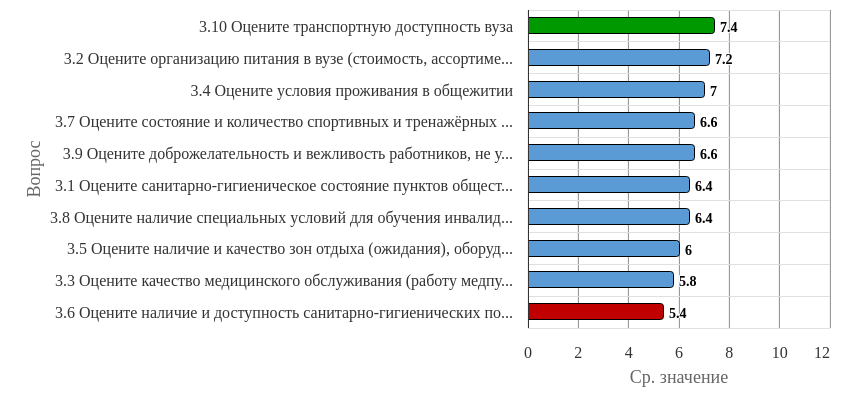 3.10 Оцените транспортную доступность вуза 7.4
3.2 Оцените организацию питания в вузе (стоимость, ассортиме... 7.2
3.4 Оцените условия проживания в общежитии 7
3.7 Оцените состояние и количество спортивных и тренажёрных ... 6.6
3.9 Оцените доброжелательность и вежливость работников, не у... 6.6
3.1 Оцените санитарно-гигиеническое состояние пунктов общест... 6.4
3.8 Оцените наличие специальных условий для обучения инвалид... 6.4
3.5 Оцените наличие и качество зон отдыха (ожидания), оборуд... 6
3.3 Оцените качество медицинского обслуживания (работу медпу... 5.8
3.6 Оцените наличие и доступность санитарно-гигиенических по... 5.4
Вопрос
0 2 4 6 8 10 12
Ср. значение